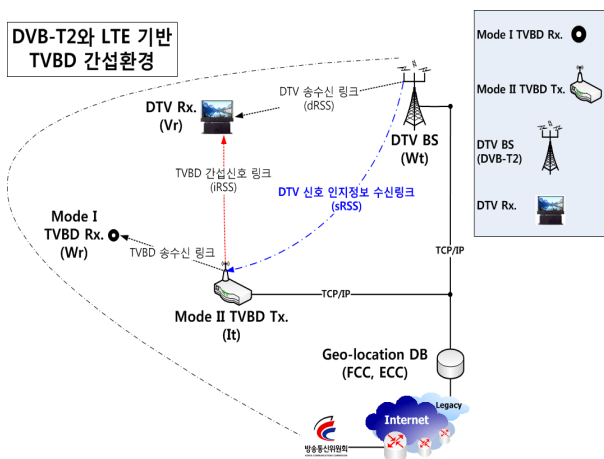 DVB-T2와 LTE 기반
TVBD 간섭환경
DTV 송수신 링크
(dRSS)
DTV Rx.
(Vr)
DTV BS
(Wt)
TVBD 간섭신호 링크
(iRSS)
DTV 신호 인지정보 수신링크
(sRSS)
Mode I
TVBD Rx.
(Wr)
TVBD 송수신 링크
TCP/IP
TCP/IP
Mode II TVBD Tx.
(It)
Geo-location DB
(FCC, ECC)
Legacy
Internet
방송통신위원회
KOREA COMMUNICATIONS COMMISSION
Mode I TVBD Rx.
Mode II TVBD Tx.
DTV BS
(DVB-T2)
DTV Rx.